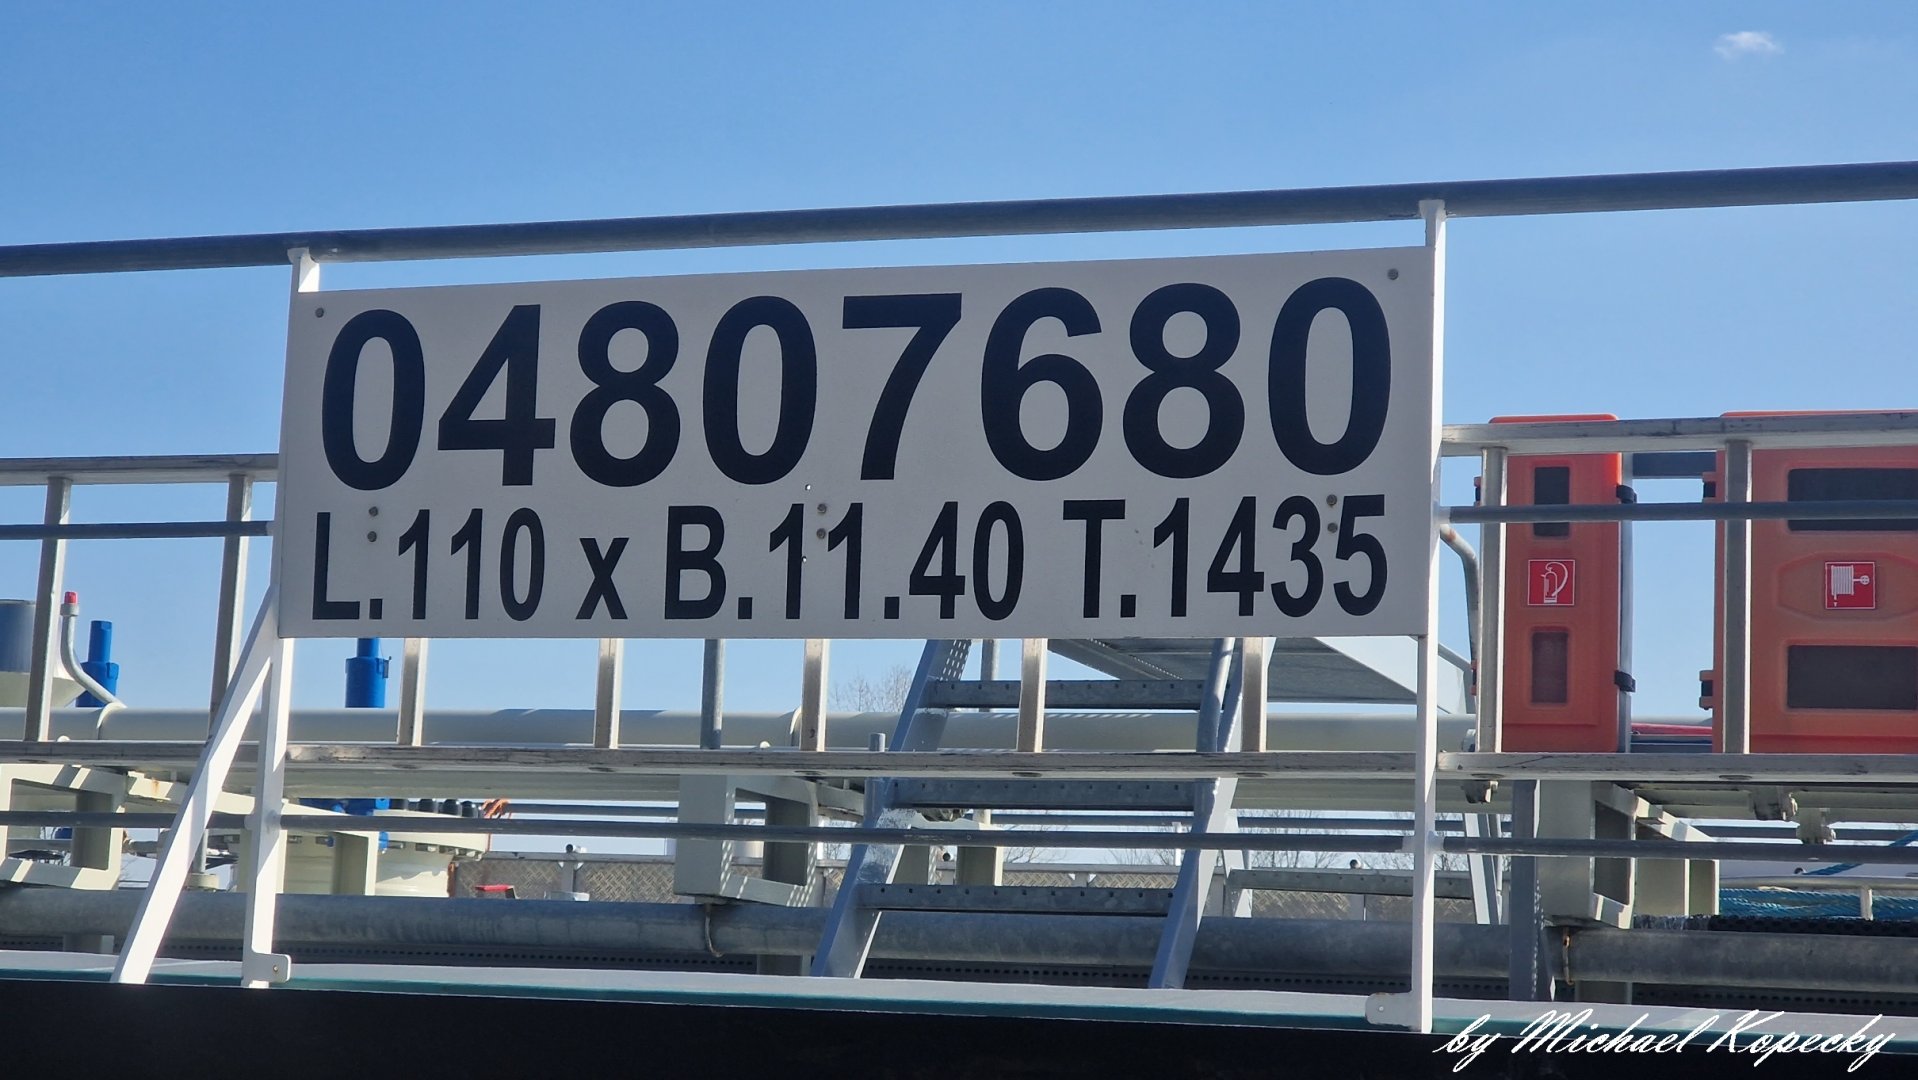 04807680
L.110 x B.11.40 T.1435
by Michael Kopecky